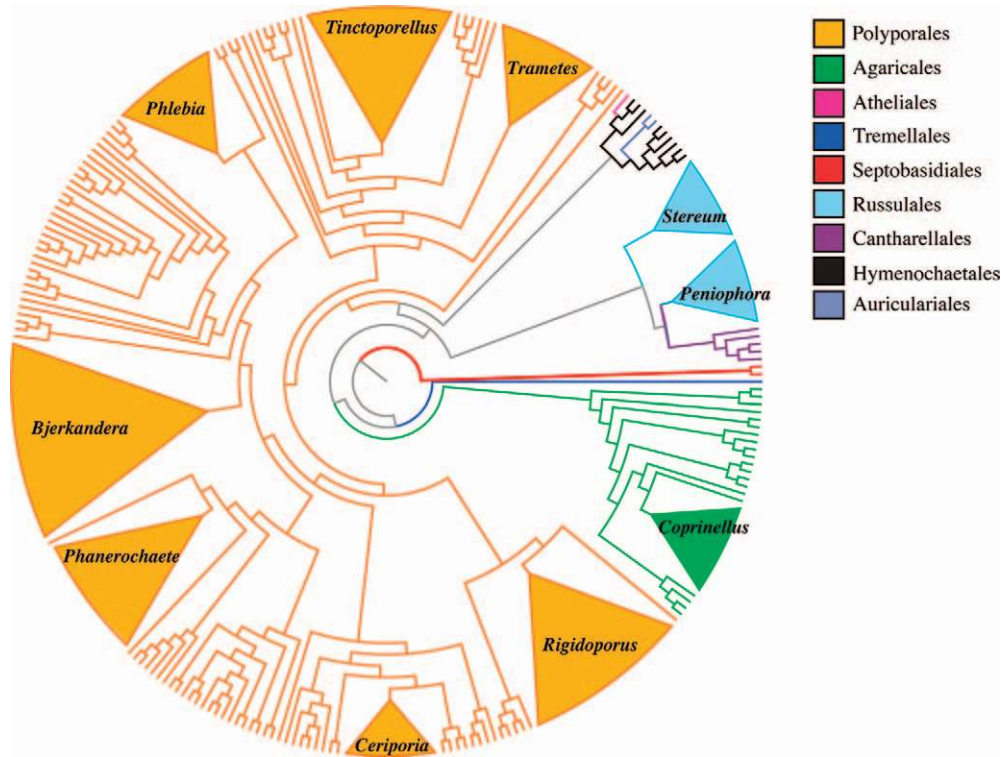 Tinctoporellus
Trametes
Phlebia
Stereum
Peniophora
Bjerkandera
Phanerochaete
Coprinellus
Rigidoporus
Ceriporia
Polyporales
Agaricales
Atheliales
Tremellales
Septobasidiales
Russulales
Cantharellales
Hymenochaetales
Auriculariales